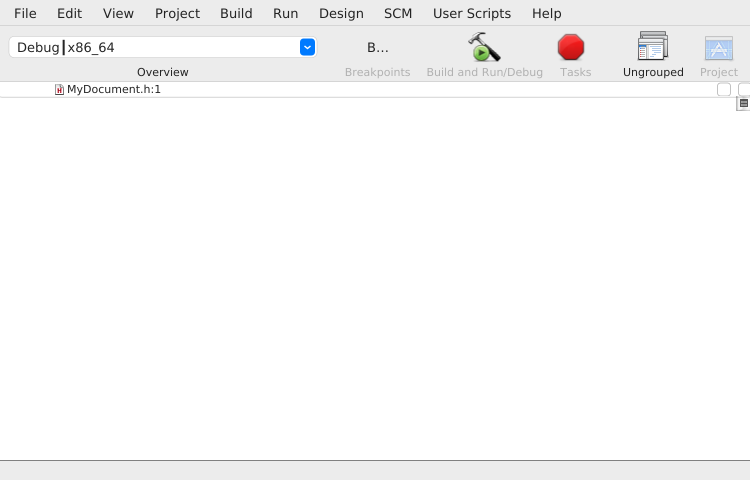 File Edit View Project Build Run Design SCM User Scripts Help
Debug | x86_64 B...
Overview Breakpoints Build and Run/Debug Tasks Ungrouped Project
MyDocument.h:1